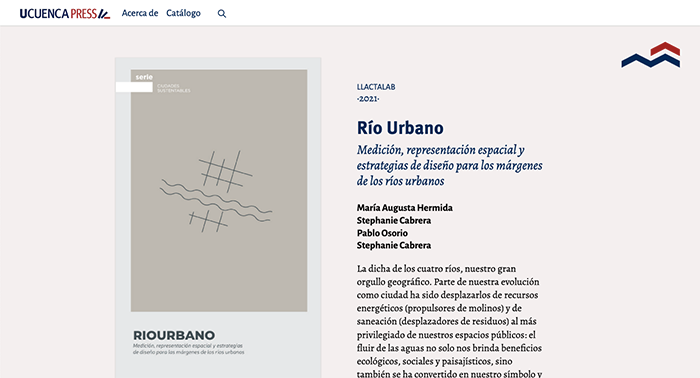 UCUENCAPRESS
Acerca de
Catálogo
serie
CIUDADES
SUSTENTABLES
RIOURBANO
Medición, representación espacial y estrategias
de diseño para los márgenes de los ríos urbanos
LLACTALAB
-2021-
Río Urbano
Medición, representación espacial y
estrategias de diseño para los márgenes
de los ríos urbanos
María Augusta Hermida
Stephanie Cabrera
Pablo Osorio
Stephanie Cabrera
La dicha de los cuatro ríos, nuestro gran
orgullo geográfico. Parte de nuestra evolución
como ciudad ha sido desplazarlos de recursos
energéticos (propulsores de molinos) y de
saneación (desplazadores de residuos) al más
privilegiado de nuestros espacios públicos: el
fluir de las aguas no solo nos brinda beneficios
ecológicos, sociales y paisajísticos, sino
también se ha convertido en nuestro símbolo y